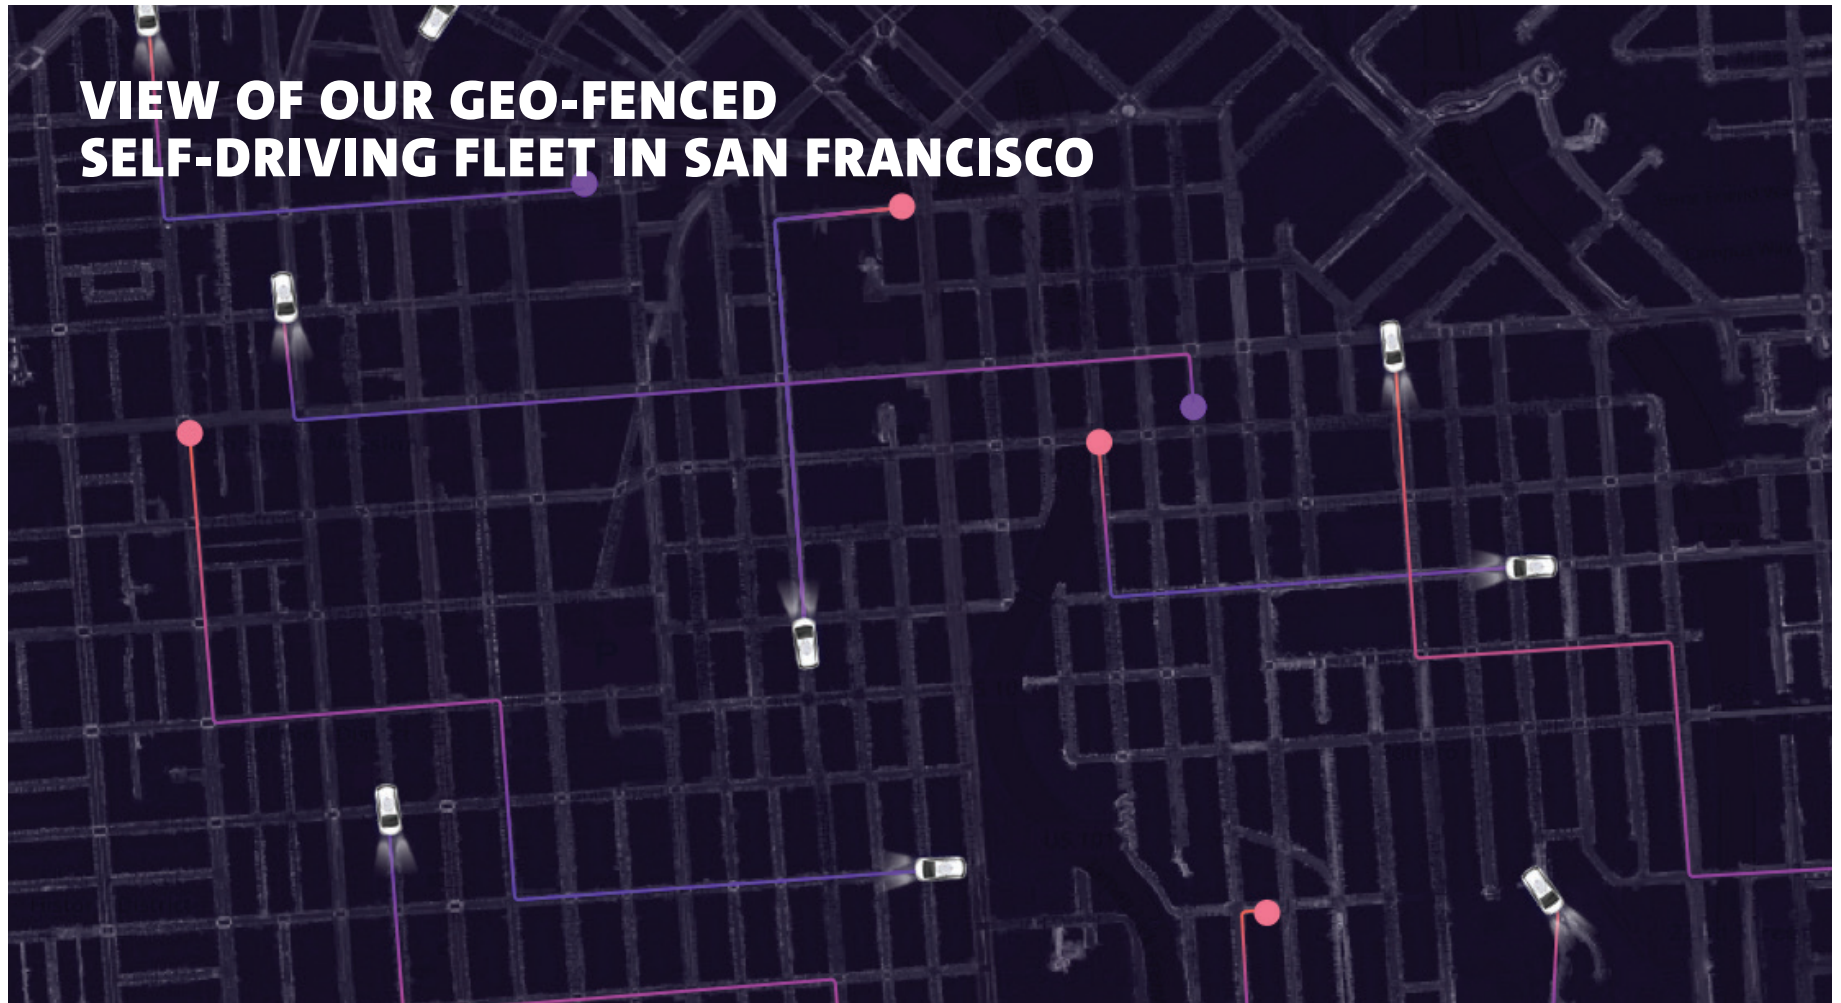 VIEW OF OUR GEO-FENCED
SELF-DRIVING FLEET IN SAN FRANCISCO